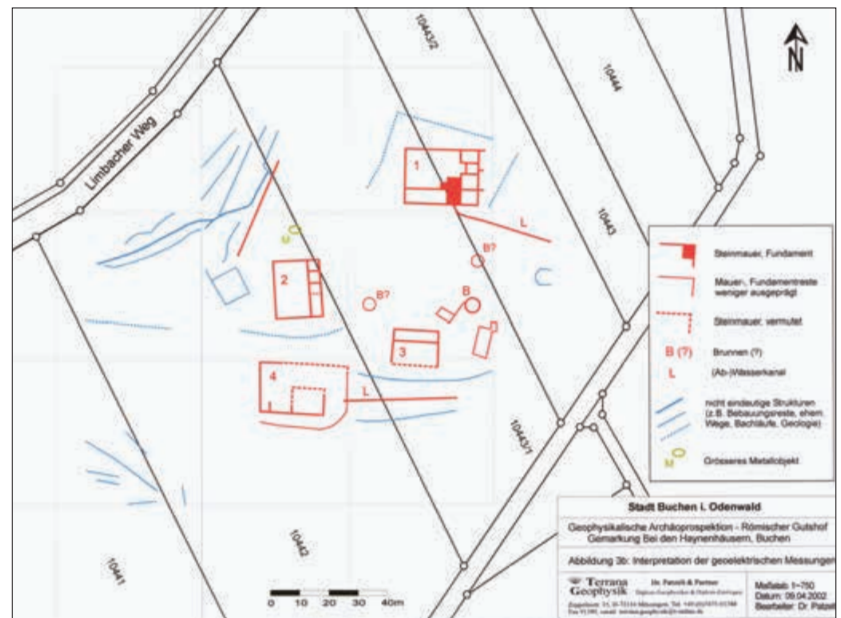 Limbacher Weg
10443/2
10444
N
1
L
10443
B?
M
2
B?
B
3
4
L
10443/1
10441
10442
0 10 20 30 40m
Steinmauer, Fundament
Mauer-, Fundamentreste
weniger ausgeprägt
Steinmauer, vermutet
B (?) Brunnen (?)
L (Ab-)Wasserkanal
nicht eindeutige Strukturen
(z.B. Bebauungsreste, ehem.
Wege, Bachläufe, Geologie)
M Grösseres Metallobjekt
Stadt Buchen i. Odenwald
Geophysikalische Archäoprospektion - Römischer Gutshof
Gemarkung Bei den Haynenhäusern, Buchen
Abbildung 3b: Interpretation der geoelektrischen Messungen
Terrana
Geophysik
Dr. Patzelt & Partner
Maßstab: 1=750
Datum: 09.04.2002
Bearbeiter: Dr. Patzelt